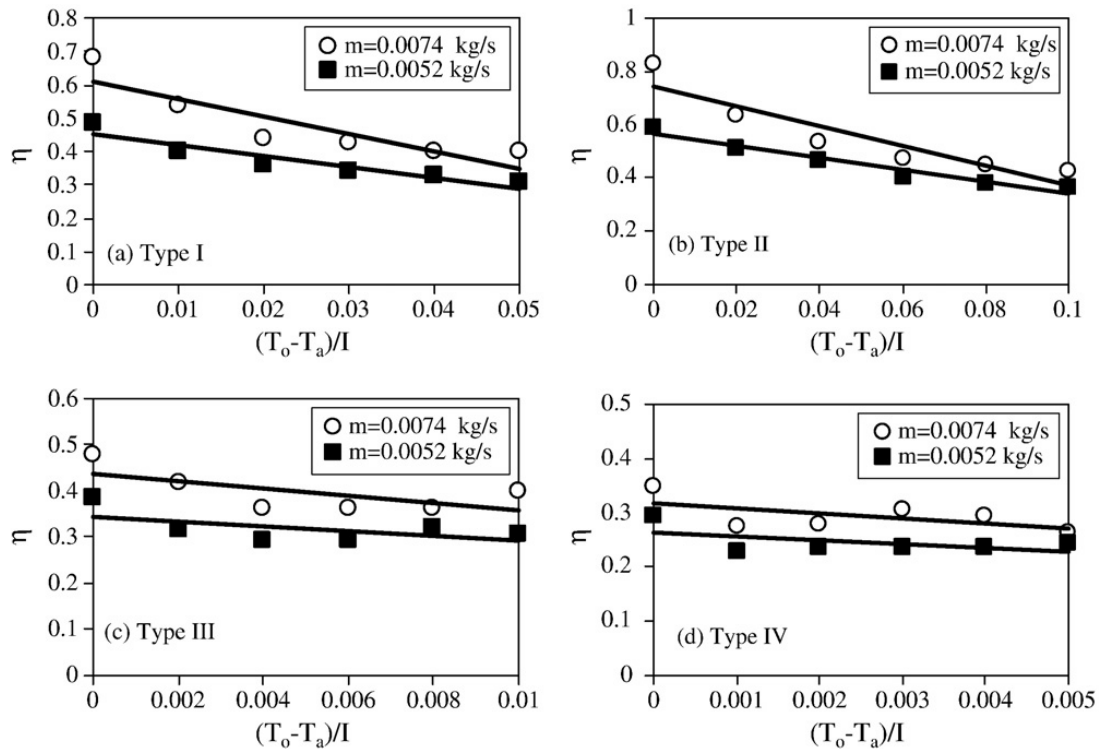 0.8
0.7
0.6
0.5
0.4
0.3
0.2
0.1
0
η
m=0.0074 kg/s
m=0.0052 kg/s
(a) Type I
0 0.01 0.02 0.03 0.04 0.05
(T₀-Tₐ)/I
1
0.8
0.6
0.4
0.2
0
η
m=0.0074 kg/s
m=0.0052 kg/s
(b) Type II
0 0.02 0.04 0.06 0.08 0.1
(T₀-Tₐ)/I
0.6
0.5
0.4
0.3
0.2
0.1
0
η
m=0.0074 kg/s
m=0.0052 kg/s
(c) Type III
0 0.002 0.004 0.006 0.008 0.01
(T₀-Tₐ)/I
0.5
0.4
0.3
0.2
0.1
0
η
m=0.0074 kg/s
m=0.0052 kg/s
(d) Type IV
0 0.001 0.002 0.003 0.004 0.005
(T₀-Tₐ)/I